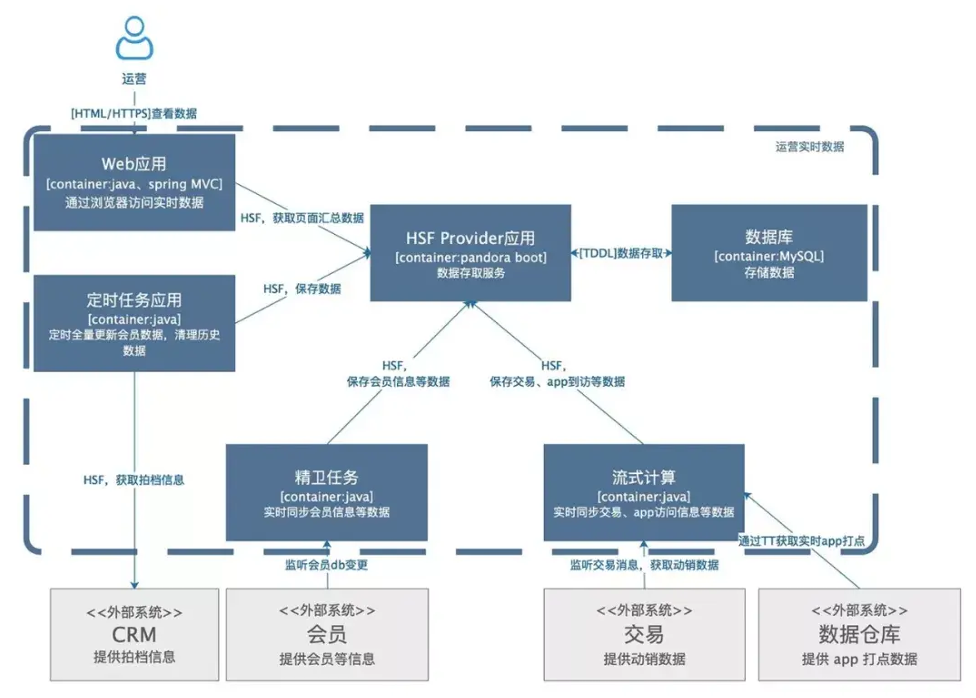 运营
[HTML/HTTPS]查看数据
运营实时数据
Web应用
[container:java、spring MVC]
通过浏览器访问实时数据
HSF，获取页面汇总数据
HSF Provider应用
[container:pandora boot]
数据存取服务
[TDDL]数据存取
数据库
[container:MySQL]
存储数据
定时任务应用
[container:java]
定时全量更新会员数据，清理历史
数据
HSF，保存数据
HSF，
保存会员信息等数据
HSF，
保存交易、app到访等数据
HSF，获取拍档信息
精卫任务
[container:java]
实时同步会员信息等数据
流式计算
[container:java]
实时同步交易、app访问信息等数据
通过TT获取实时app打点
监听会员db变更
监听交易消息，获取动销数据
<<外部系统>>
CRM
提供拍档信息
<<外部系统>>
会员
提供会员等信息
<<外部系统>>
交易
提供动销数据
<<外部系统>>
数据仓库
提供 app 打点数据